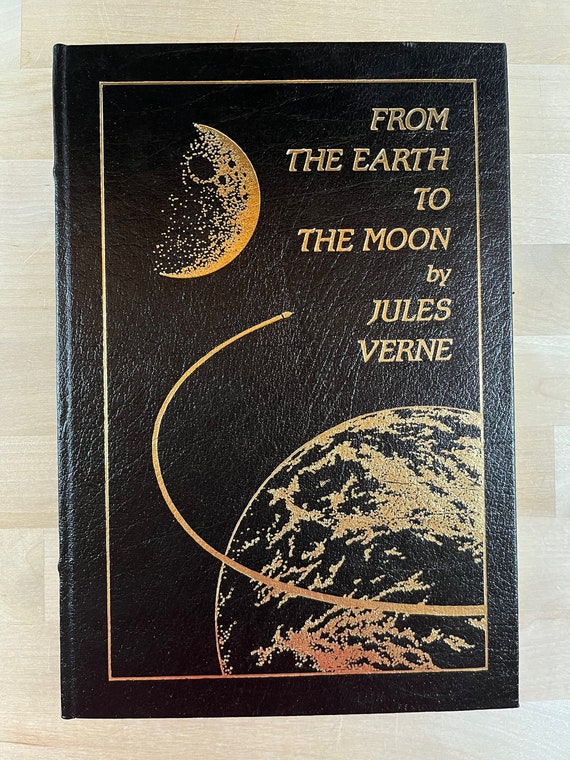 FROM
THE EARTH
TO
THE MOON
by
JULES
VERNE